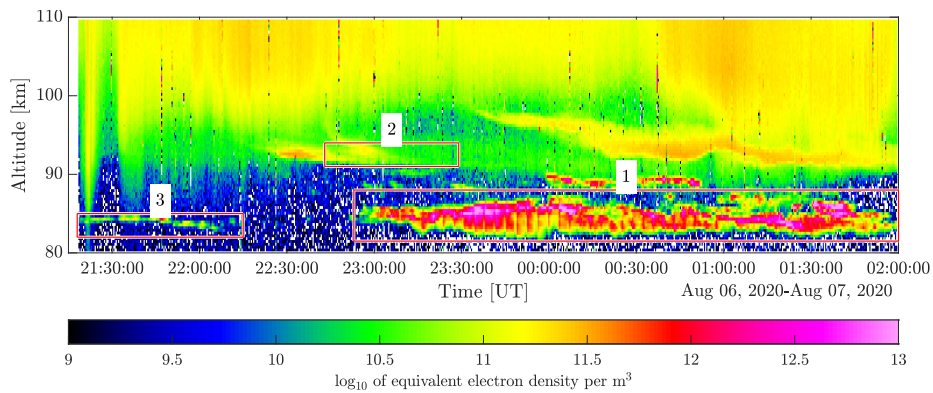 110
100
90
80
Altitude [km]
2
1
3
21:30:00 22:00:00 22:30:00 23:00:00 23:30:00 00:00:00 00:30:00 01:00:00 01:30:00 02:00:00
Time [UT]
Aug 06, 2020-Aug 07, 2020
9 9.5 10 10.5 11 11.5 12 12.5 13
log₁₀ of equivalent electron density per m³